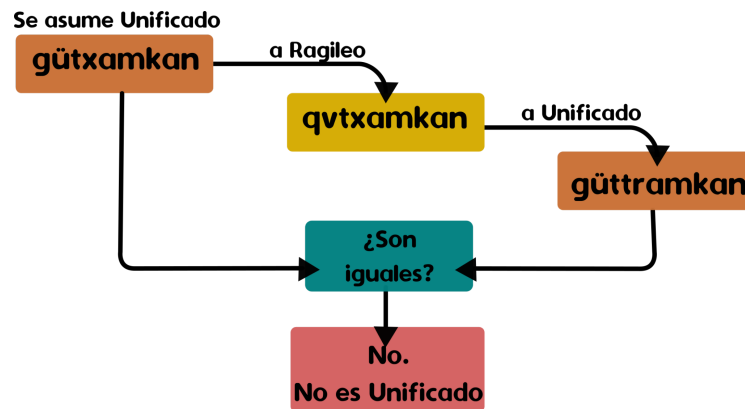 Se asume Unificado
gütxamkan
a Ragileo
qvtxamkan
a Unificado
güttramkan
¿Son
iguales?
No.
No es Unificado